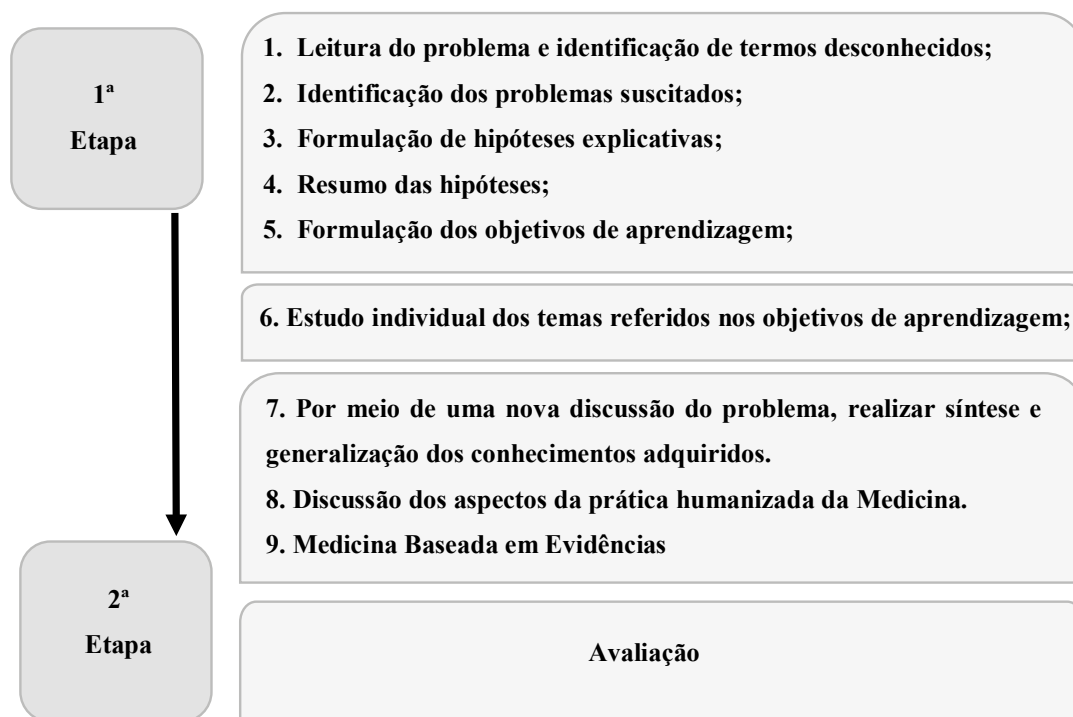 1ª
Etapa
1. Leitura do problema e identificação de termos desconhecidos;
2. Identificação dos problemas suscitados;
3. Formulação de hipóteses explicativas;
4. Resumo das hipóteses;
5. Formulação dos objetivos de aprendizagem;
6. Estudo individual dos temas referidos nos objetivos de aprendizagem;
7. Por meio de uma nova discussão do problema, realizar síntese e
generalização dos conhecimentos adquiridos.
8. Discussão dos aspectos da prática humanizada da Medicina.
9. Medicina Baseada em Evidências
2ª
Etapa
Avaliação